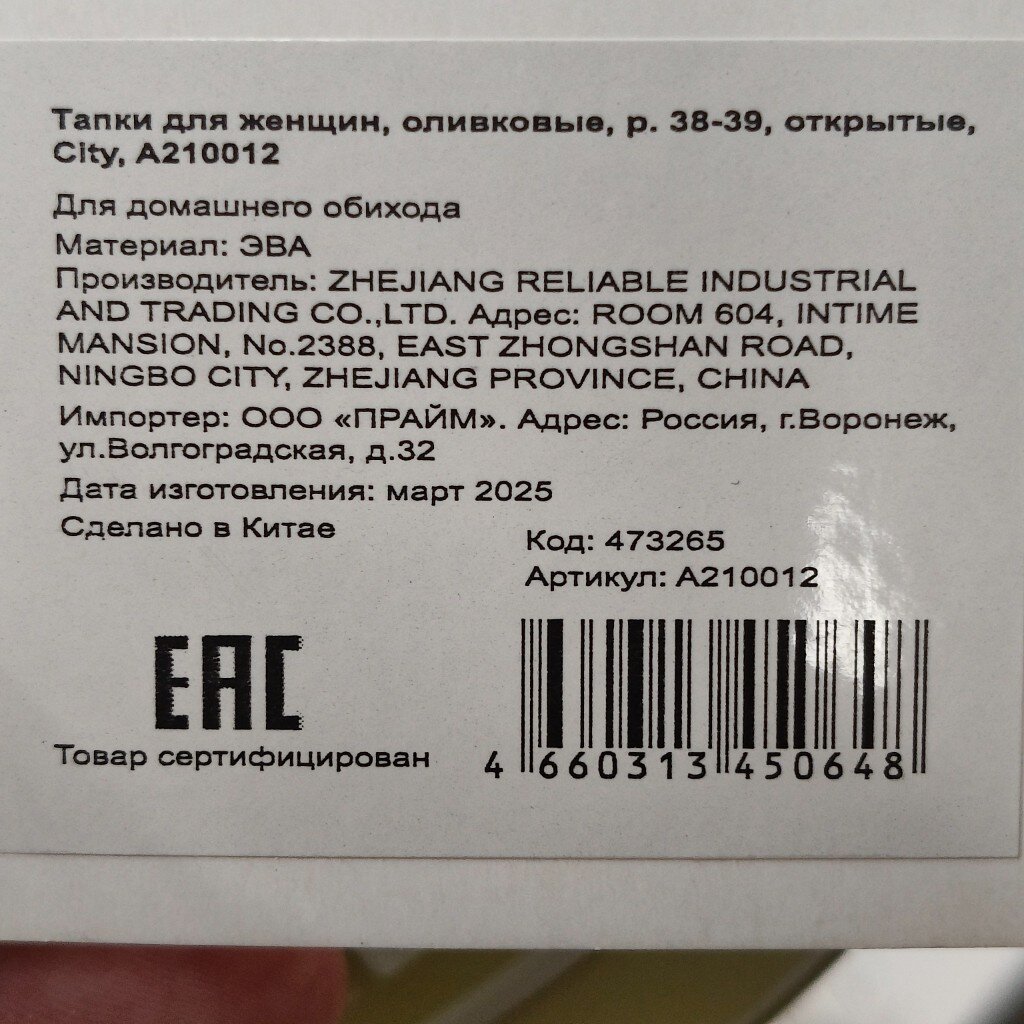 Тапки для женщин, оливковые, р. 38-39, открытые,
City, A210012
Для домашнего обихода
Материал: ЭВА
Производитель: ZHEJIANG RELIABLE INDUSTRIAL
AND TRADING CO.,LTD. Адрес: ROOM 604, INTIME
MANSION, No.2388, EAST ZHONGSHAN ROAD,
NINGBO CITY, ZHEJIANG PROVINCE, CHINA
Импортер: ООО «ПРАЙМ». Адрес: Россия, г.Воронеж,
ул.Волгоградская, д.32
Дата изготовления: март 2025
Сделано в Китае
Код: 473265
Артикул: A210012
EAC
Товар сертифицирован
4 660313 450648